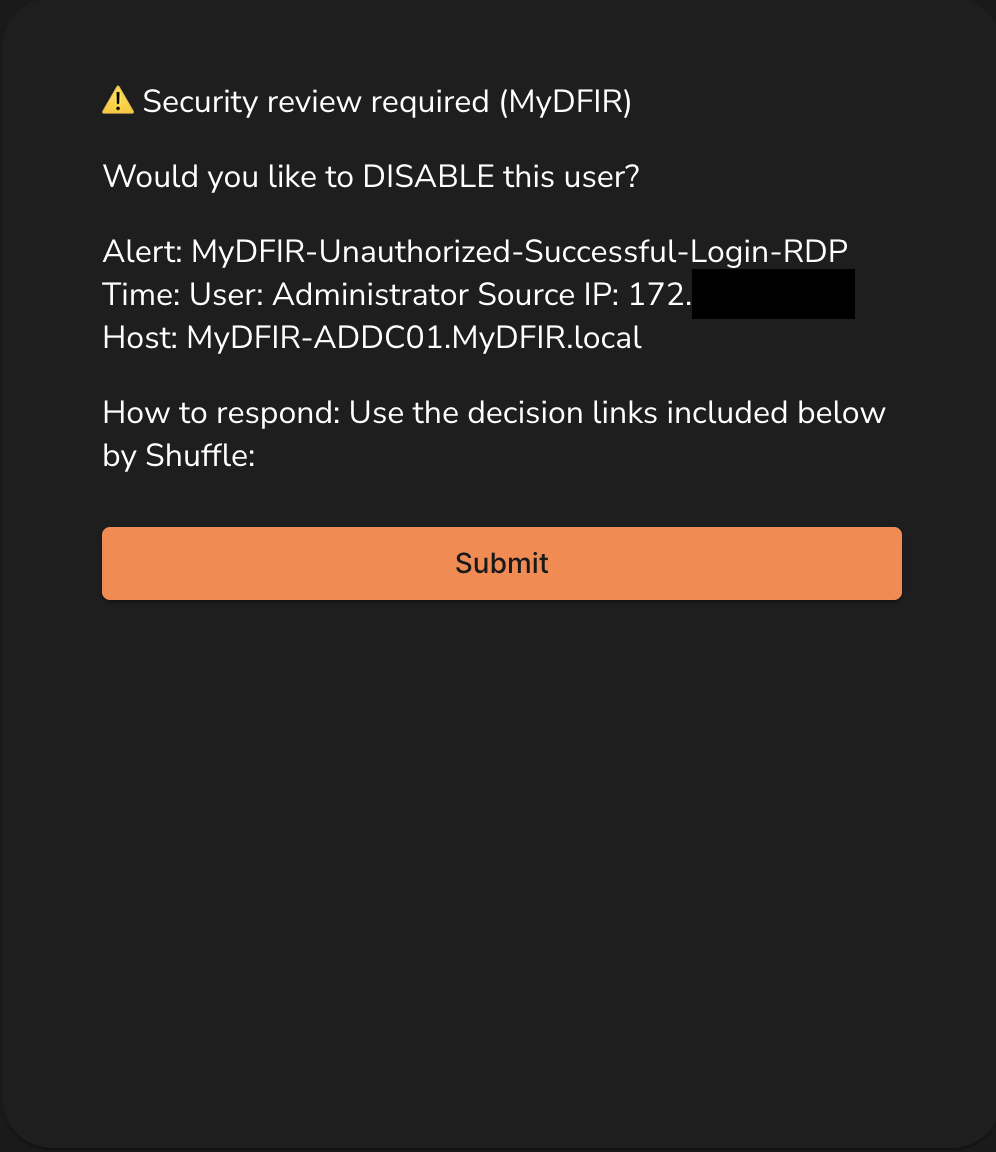 ⚠️ Security review required (MyDFIR)
Would you like to DISABLE this user?
Alert: MyDFIR-Unauthorized-Successful-Login-RDP
Time: User: Administrator Source IP: 172.
Host: MyDFIR-ADDC01.MyDFIR.local
How to respond: Use the decision links included below
by Shuffle:
Submit